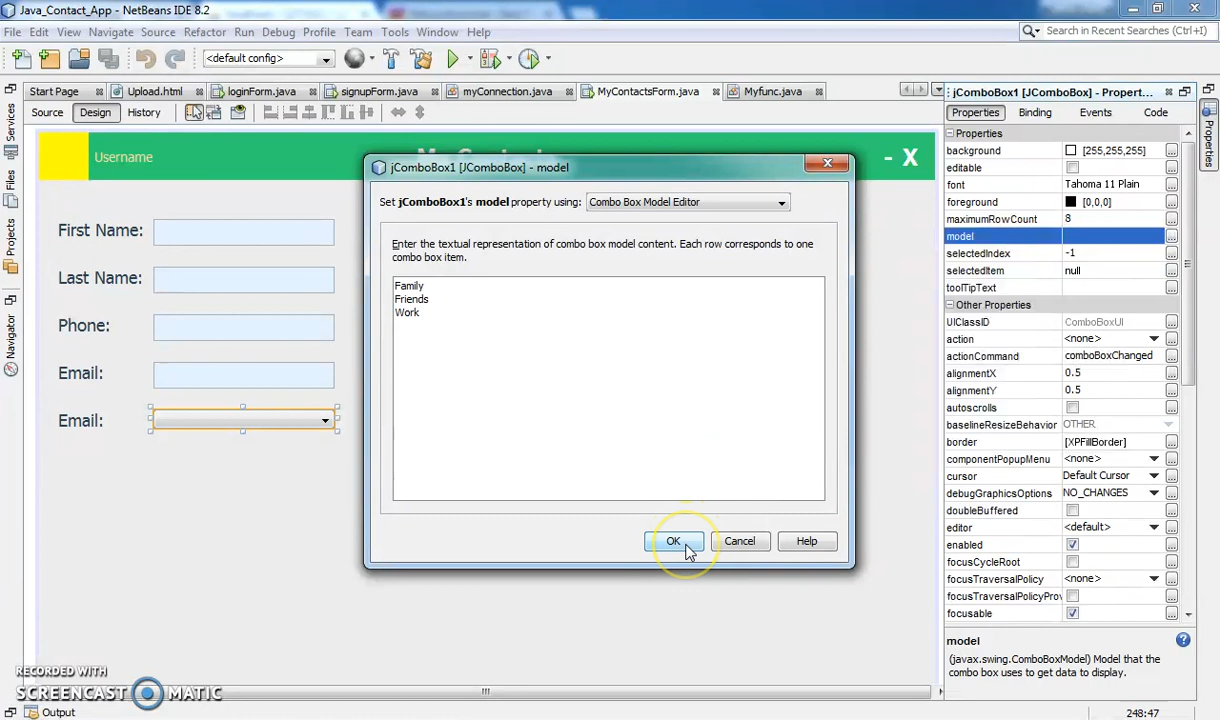 Java_Contact_App - NetBeans IDE 8.2
File Edit View Navigate Source Refactor Run Debug Profile Team Tools Window Help
Search in Recent Searches (Ctrl+I)
<default config>
Start Page Upload.html loginForm.java signupForm.java myConnection.java MyContactsForm.java Myfunc.java
jComboBox1 [JComboBox] - Propert...
Source Design History
Properties Binding Events Code
Username
- X
First Name:
Last Name:
Phone:
Email:
Email:
jComboBox1 [JComboBox] - model
Set jComboBox1's model property using: Combo Box Model Editor
Enter the textual representation of combo box model content. Each row corresponds to one
combo box item.
Family
Friends
Work
OK Cancel Help
Properties
background [255,255,255]
editable
font Tahoma 11 Plain
foreground [0,0,0]
maximumRowCount 8
model
selectedIndex -1
selectedItem null
toolTipText
Other Properties
UIClassID ComboBoxUI
action <none>
actionCommand comboBoxChanged
alignmentX 0.5
alignmentY 0.5
autoscrolls
baselineResizeBehavior OTHER
border [XPFillBorder]
componentPopupMenu <none>
cursor Default Cursor
debugGraphicsOptions NO_CHANGES
doubleBuffered
editor <default>
enabled
focusCycleRoot
focusTraversalPolicy <none>
focusTraversalPolicyProv
focusable
model
(javax.swing.ComboBoxModel) Model that the
combo box uses to get data to display.
Services
Files
Projects
Navigator
Properties
RECORDED WITH
SCREENCAST MATIC
Output
248:47